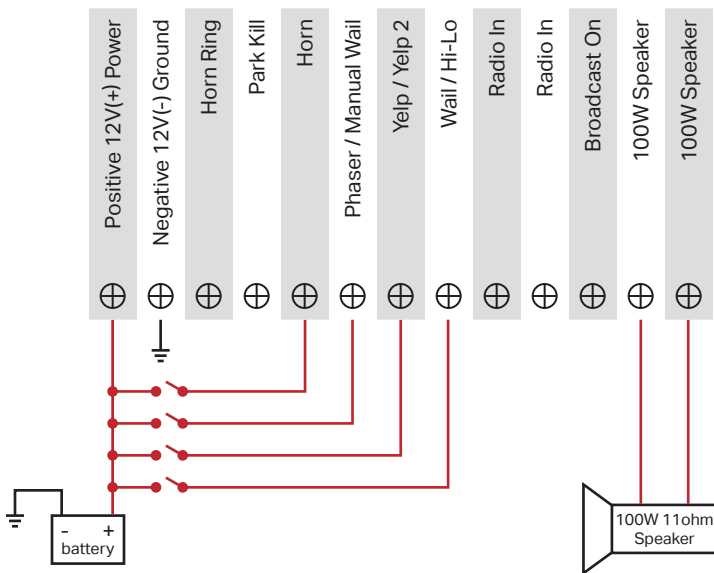 Positive 12V(+) Power
Negative 12V(-) Ground
Horn Ring
Park Kill
Horn
Phaser / Manual Wail
Yelp / Yelp 2
Wail / Hi-Lo
Radio In
Radio In
Broadcast On
100W Speaker
100W Speaker
- +
battery
100W 11ohm
Speaker